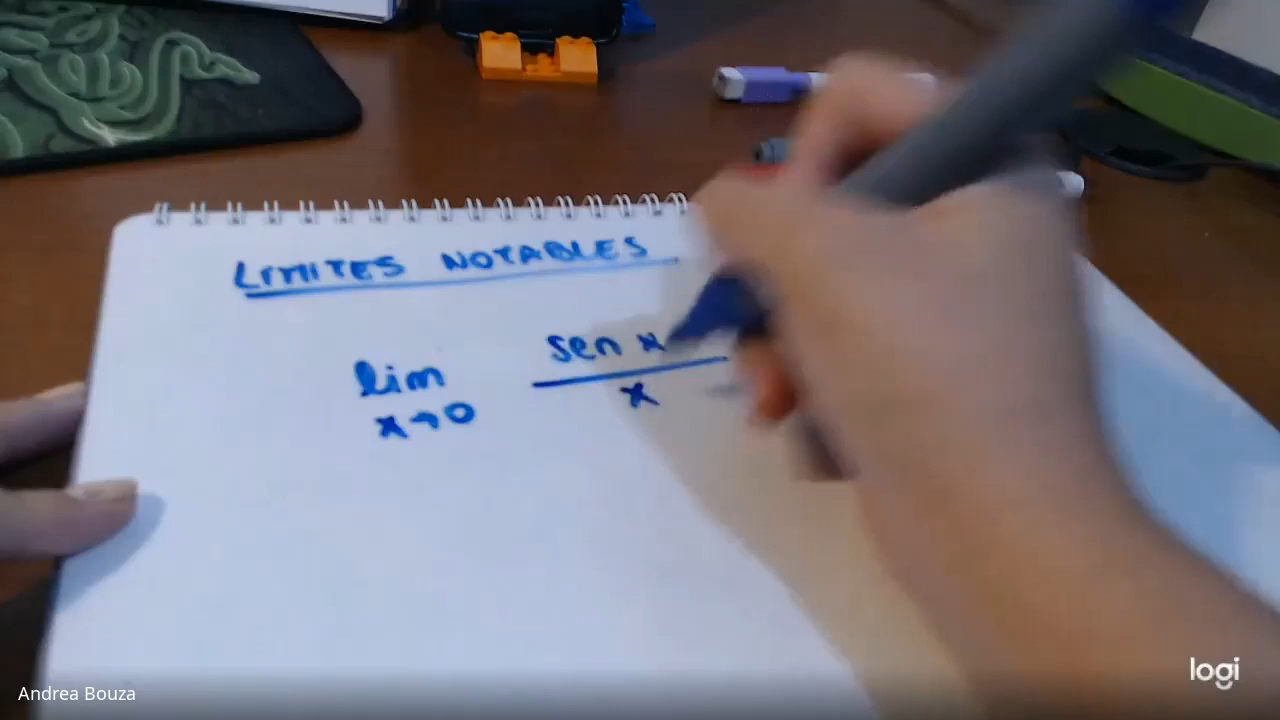 LIMITES NOTABLES
lim sen x
x→0 x
Andrea Bouza
logi